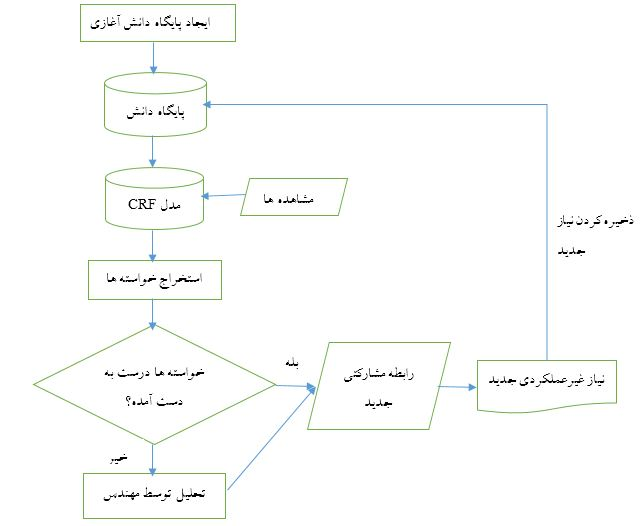 ایجاد پایگاه دانش آغازی
پایگاه دانش
مدل CRF
مشاهده ها
ذخیره کردن نیاز
جدید
استخراج خواسته ها
بله
خواسته ها درست به
دست آمده؟
رابطه مشارکتی
جدید
نیاز غیرعملکردی جدید
خیر
تحلیل توسط مهندس